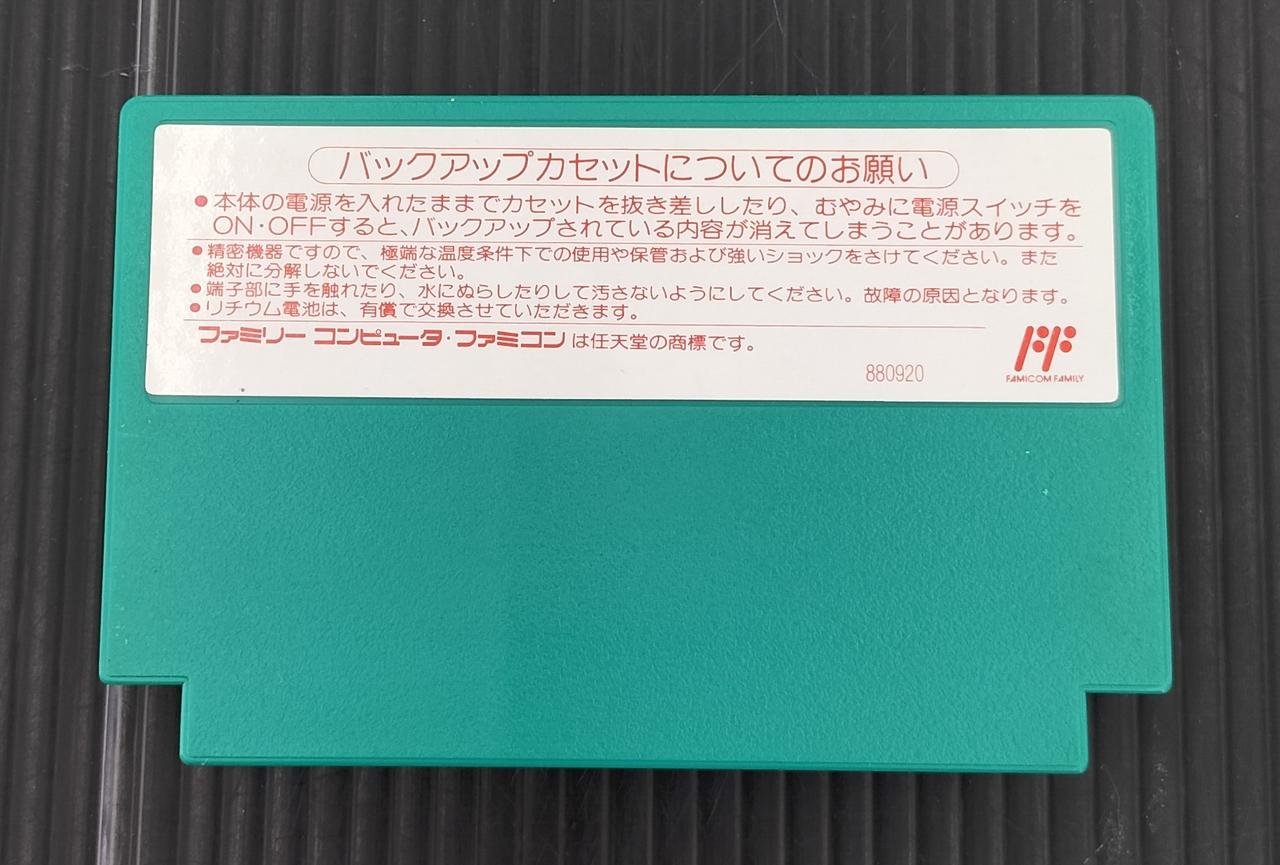 バックアップカセットについてのお願い
●本体の電源を入れたままでカセットを抜き差ししたり、むやみに電源スイッチを
ON・OFFすると、バックアップされている内容が消えてしまうことがあります。
●精密機器ですので、極端な温度条件下での使用や保管および強いショックをさけてください。また
絶対に分解しないでください。
●端子部に手を触れたり、水にぬらしたりして汚さないようにしてください。故障の原因となります。
●リチウム電池は、有償で交換させていただきます。
ファミリー コンピュータ・ファミコン は任天堂の商標です。
880920
FAMICOM FAMILY